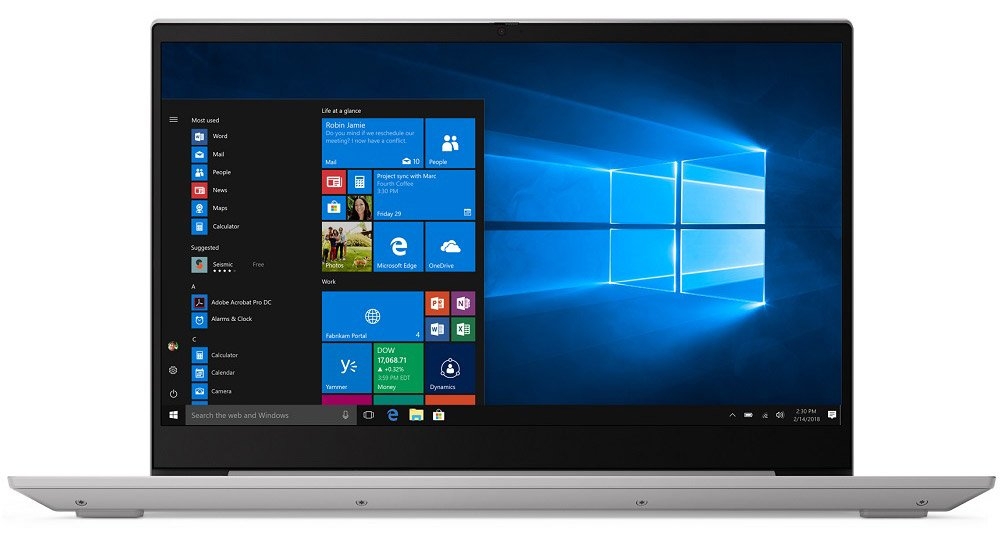 Most used
Word
Mail
People
News
Maps
Calculator
Suggested
Seismic Free
A
Adobe Acrobat Pro DC
Alarms & Clock
C
Calculator
Calendar
Camera
Life at a glance
Robin Jamie
Do you mind if we reschedule our
meeting? I now have a conflict.
Mail 10
People
Project sync with Marc
Fourth Coffee
3:30 PM
Friday 29
Photos
Microsoft Edge
OneDrive
Work
Fabrikam Portal 4
Yammer
DOW
17,068.71
▲ +0.32%
3:59 PM EDT
Money
Dynamics
Search the web and Windows
2:30 PM
2/14/2018